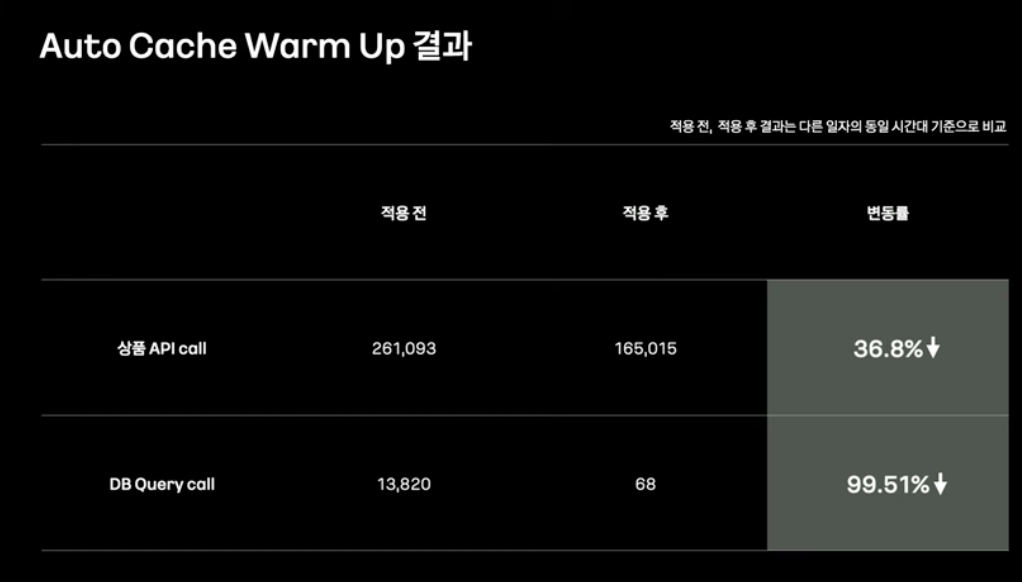 Auto Cache Warm Up 결과
적용 전, 적용 후 결과는 다른 일자의 동일 시간대 기준으로 비교
적용 전 적용 후 변동률
상품 API call 261,093 165,015 36.8%↓
DB Query call 13,820 68 99.51%↓